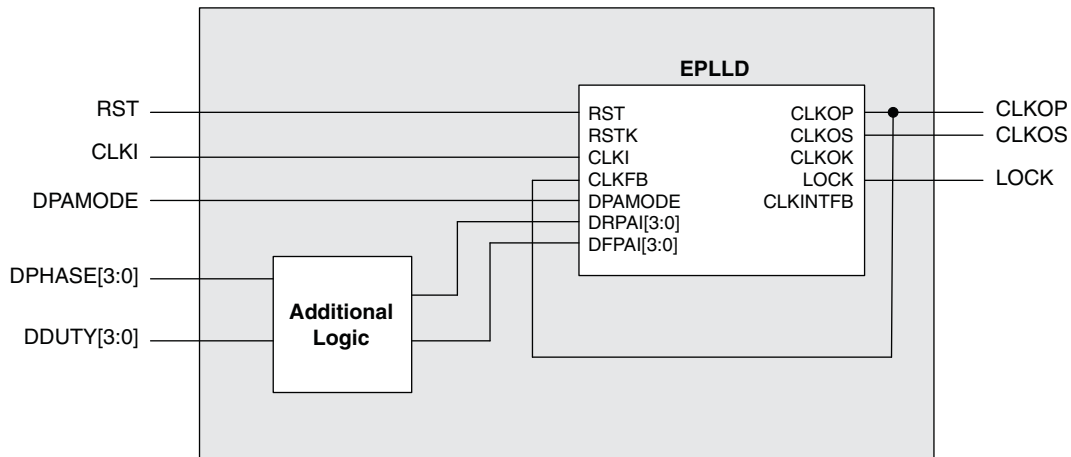 EPLLD
RST
CLKI
DPAMODE
DPHASE[3:0]
DDUTY[3:0]
Additional
Logic
RST
RSTK
CLKI
CLKFB
DPAMODE
DRPAI[3:0]
DFPAI[3:0]
CLKOP
CLKOS
CLKOK
LOCK
CLKINTFB
CLKOP
CLKOS
LOCK